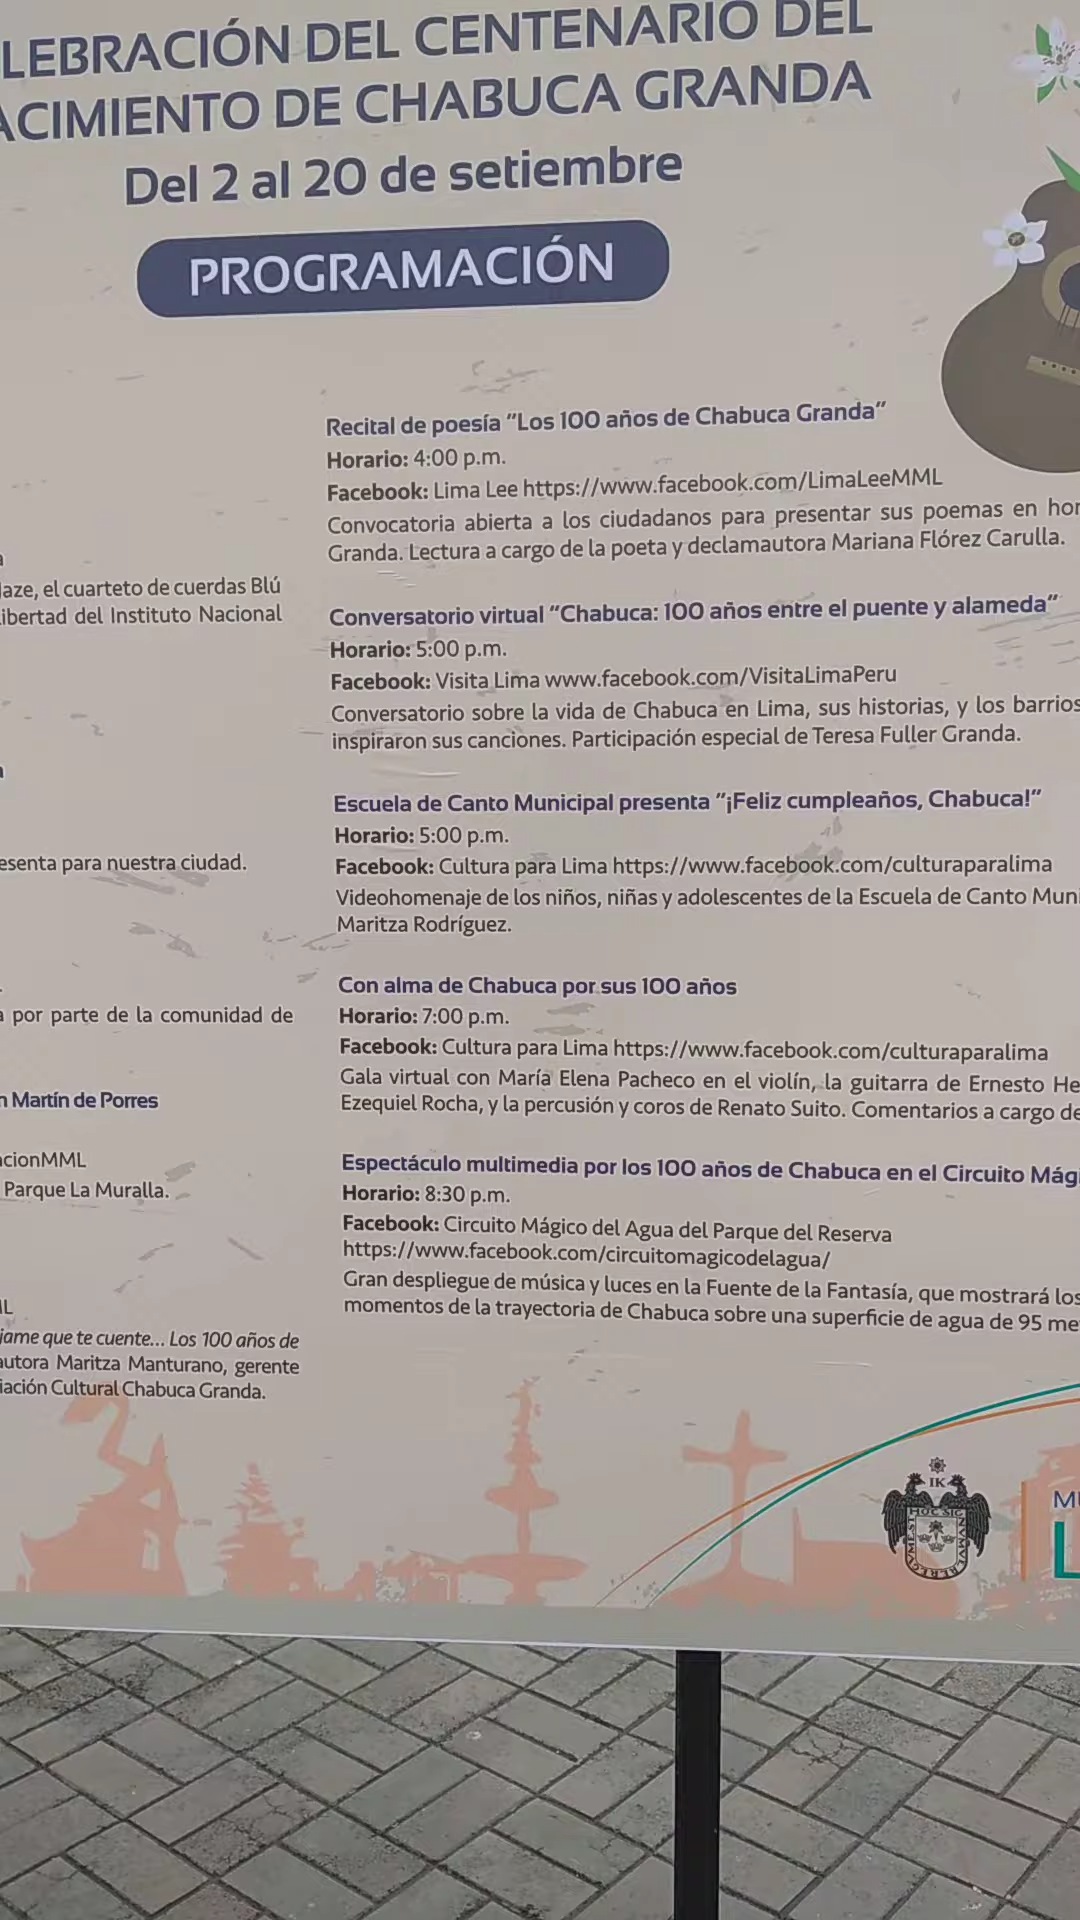 LEBRACIÓN DEL CENTENARIO DEL
ACIMIENTO DE CHABUCA GRANDA
Del 2 al 20 de setiembre
PROGRAMACIÓN
a
laze, el cuarteto de cuerdas Blú
ibertad del Instituto Nacional
esenta para nuestra ciudad.
a por parte de la comunidad de
n Martín de Porres
acionMML
Parque La Muralla.
ML
jame que te cuente... Los 100 años de
autora Maritza Manturano, gerente
iación Cultural Chabuca Granda.
Recital de poesía "Los 100 años de Chabuca Granda"
Horario: 4:00 p.m.
Facebook: Lima Lee https://www.facebook.com/LimaLeeMML
Convocatoria abierta a los ciudadanos para presentar sus poemas en hon
Granda. Lectura a cargo de la poeta y declamautora Mariana Flórez Carulla.
Conversatorio virtual "Chabuca: 100 años entre el puente y alameda"
Horario: 5:00 p.m.
Facebook: Visita Lima www.facebook.com/VisitaLimaPeru
Conversatorio sobre la vida de Chabuca en Lima, sus historias, y los barrios
inspiraron sus canciones. Participación especial de Teresa Fuller Granda.
Escuela de Canto Municipal presenta "¡Feliz cumpleaños, Chabuca!"
Horario: 5:00 p.m.
Facebook: Cultura para Lima https://www.facebook.com/culturaparalima
Videohomenaje de los niños, niñas y adolescentes de la Escuela de Canto Muni
Maritza Rodríguez.
Con alma de Chabuca por sus 100 años
Horario: 7:00 p.m.
Facebook: Cultura para Lima https://www.facebook.com/culturaparalima
Gala virtual con María Elena Pacheco en el violín, la guitarra de Ernesto He
Ezequiel Rocha, y la percusión y coros de Renato Suito. Comentarios a cargo de
Espectáculo multimedia por los 100 años de Chabuca en el Circuito Mági
Horario: 8:30 p.m.
Facebook: Circuito Mágico del Agua del Parque del Reserva
https://www.facebook.com/circuitomagicodelagua/
Gran despliegue de música y luces en la Fuente de la Fantasía, que mostrará los
momentos de la trayectoria de Chabuca sobre una superficie de agua de 95 me
IK
HOC SIG
MU
L